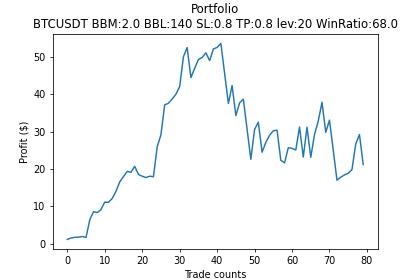 Portfolio
BTCUSDT BBM:2.0 BBL:140 SL:0.8 TP:0.8 lev:20 WinRatio:68.0
Profit ($)
50
40
30
20
10
0
0 10 20 30 40 50 60 70 80
Trade counts